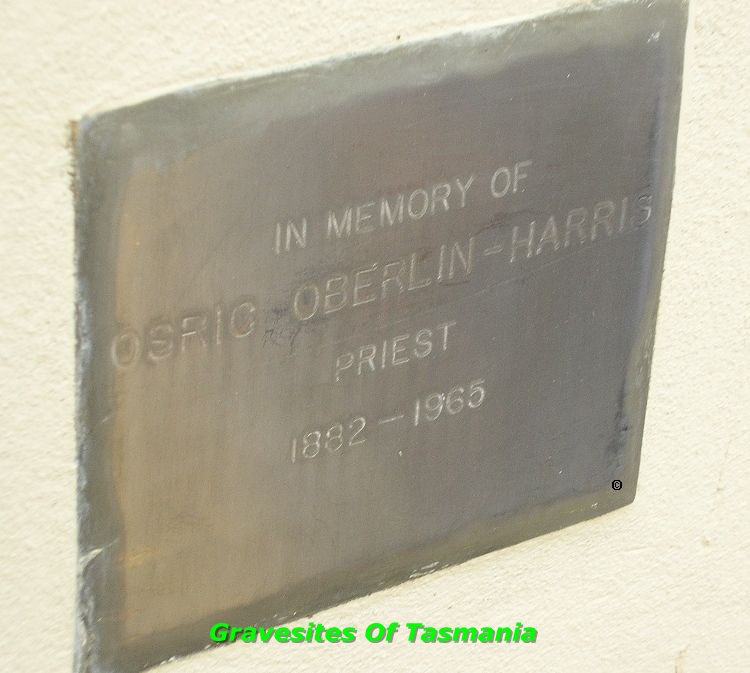 IN MEMORY OF
OSRIC OBERLIN-HARRIS
PRIEST
1882-1965
©
Gravesites Of Tasmania